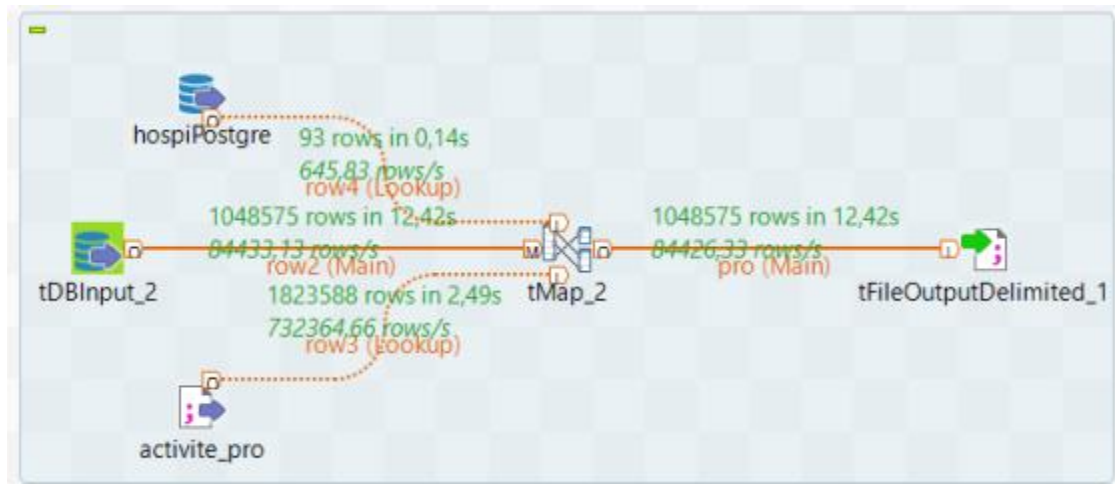 hospiPostgre
93 rows in 0,14s
645,83 rows/s
row4 (Lookup)
1048575 rows in 12,42s
84433,13 rows/s
row2 (Main)
tDBInput_2
1048575 rows in 12,42s
84426,33 rows/s
pro (Main)
tMap_2
tFileOutputDelimited_1
1823588 rows in 2,49s
732364,66 rows/s
row3 (Lookup)
activite_pro